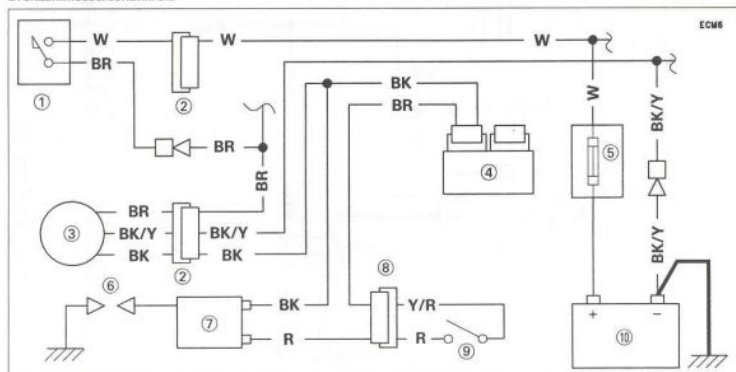 ECM6
W W W
BR BK
① ② BR W BK/Y
BR ④ ⑤
BR
③ BR
BK/Y BK/Y BK/Y
BK BK
② ⑧
⑥ BK Y/R + −
⑦ R R ⑨ ⑩